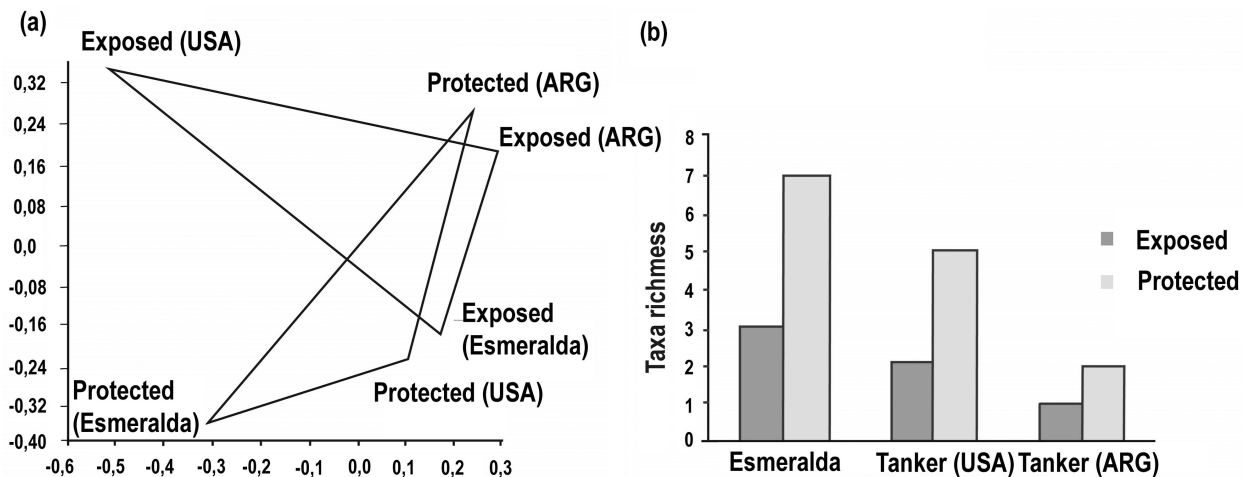 (a)
Exposed (USA)
Protected (ARG)
Exposed (ARG)
Exposed
(Esmeralda)
Protected (USA)
Protected
(Esmeralda)
0,32
0,24
0,16
0,08
0,0
-0,08
-0,16
-0,24
-0,32
-0,40
-0,6 -0,5 -0,4 -0,3 -0,2 -0,1 0,0 0,1 0,2 0,3
(b)
Taxa richmess
8
7
6
5
4
3
2
1
0
Esmeralda Tanker (USA) Tanker (ARG)
Exposed
Protected